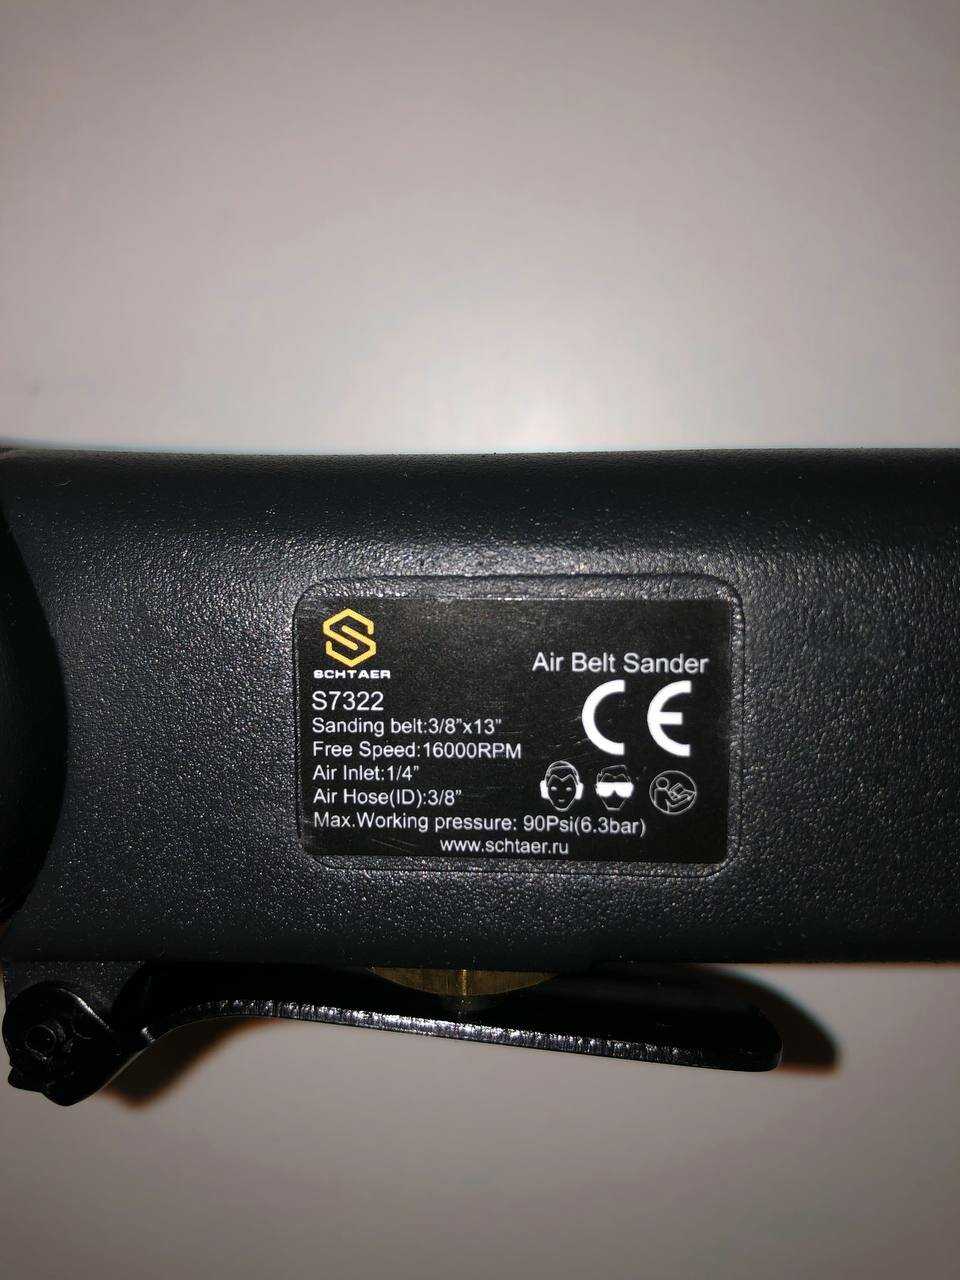 SCHTAER
Air Belt Sander
S7322
CE
Sanding belt:3/8"x13"
Free Speed:16000RPM
Air Inlet:1/4"
Air Hose(ID):3/8"
Max.Working pressure: 90Psi(6.3bar)
www.schtaer.ru